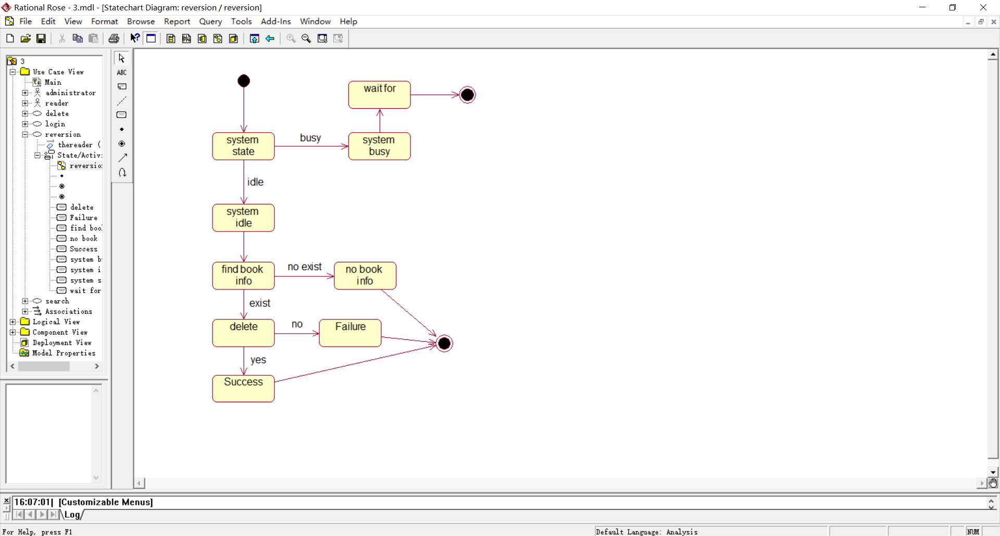 Rational Rose - 3.mdl - [Statechart Diagram: reversion / reversion]
File Edit View Format Browse Report Query Tools Add-Ins Window Help
3
Use Case View
Main
administrator
reader
delete
login
reversion
thereader (
State/Activ:
reversio
delete
Failure
find boo
no book
Success
system b
system i
system s
wait for
search
Associations
Logical View
Component View
Deployment View
Model Properties
ABC
wait for
system
state
busy
system
busy
idle
system
idle
find book
info
no exist
no book
info
exist
delete
no
Failure
yes
Success
16:07:01| [Customizable Menus]
Log
For Help, press F1
Default Language: Analysis
NUM